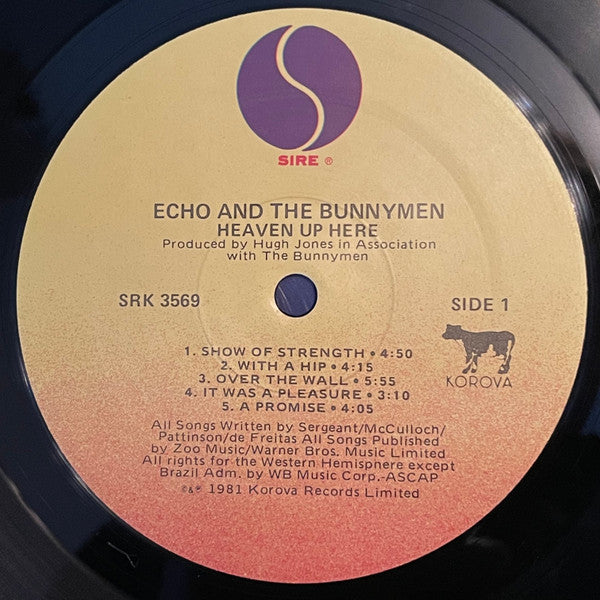 SIRE ®
ECHO AND THE BUNNYMEN
HEAVEN UP HERE
Produced by Hugh Jones in Association
with The Bunnymen
SRK 3569
SIDE 1
KOROVA
1. SHOW OF STRENGTH • 4:50
2. WITH A HIP • 4:15
3. OVER THE WALL • 5:55
4. IT WAS A PLEASURE • 3:10
5. A PROMISE • 4:05
All Songs Written by Sergeant/McCulloch/
Pattinson/de Freitas All Songs Published
by Zoo Music/Warner Bros. Music Limited
All rights for the Western Hemisphere except
Brazil Adm. by WB Music Corp.-ASCAP
©&℗ 1981 Korova Records Limited